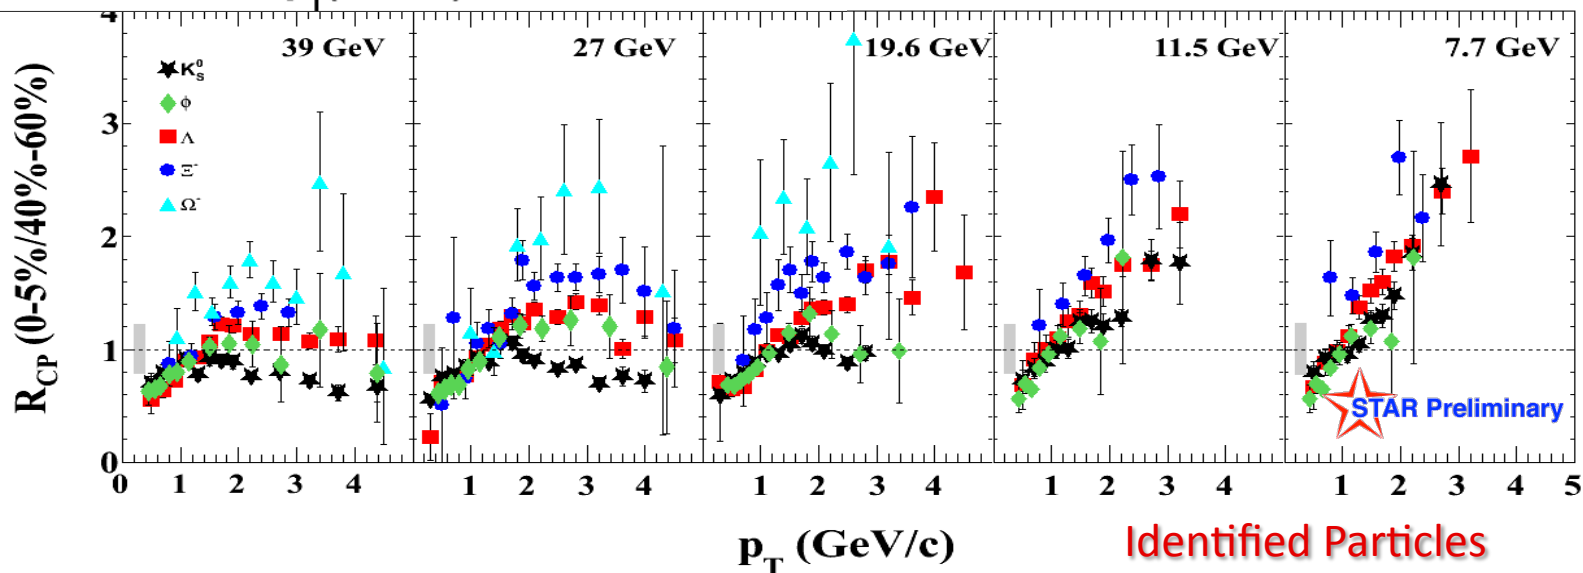 39 GeV
27 GeV
19.6 GeV
11.5 GeV
7.7 GeV
K⁰s
ϕ
Λ
Ξ⁻
Ω⁻
R_CP (0-5%/40%-60%)
4
3
2
1
0
STAR Preliminary
0 1 2 3 4 1 2 3 4 1 2 3 4 1 2 3 4 1 2 3 4 5
p_T (GeV/c)
Identified Particles